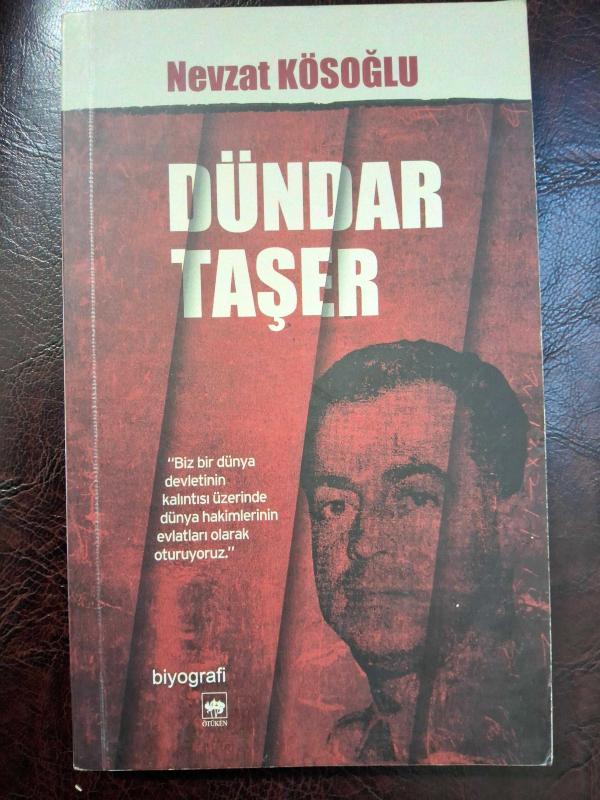 Nevzat KÖSOĞLU
DÜNDAR
TAŞER
"Biz bir dünya
devletinin
kalıntısı üzerinde
dünya hakimlerinin
evlatları olarak
oturuyoruz."
biyografi
ÖTÜKEN